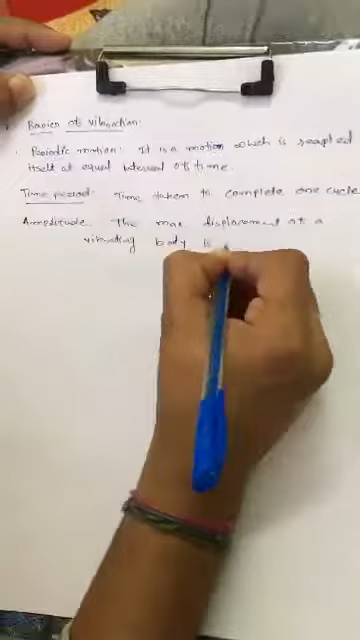 Basics of vibration:
Periodic motion: It is a motion which is reapted
itself at equal interval of time.
Time period: Time taken to complete one cycle
Amplitude. The max displacement of a
vibrating body is